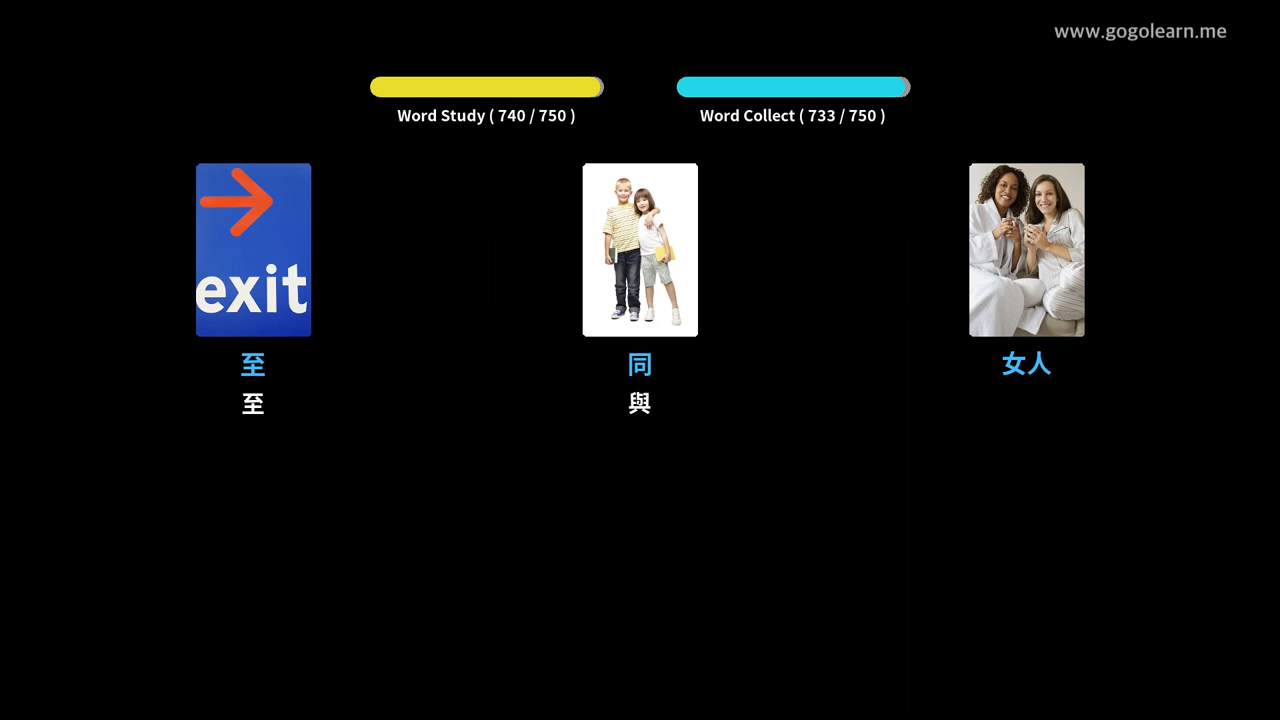 www.gogolearn.me
Word Study ( 740 / 750 )
Word Collect ( 733 / 750 )
exit
至
同
女人
至
與